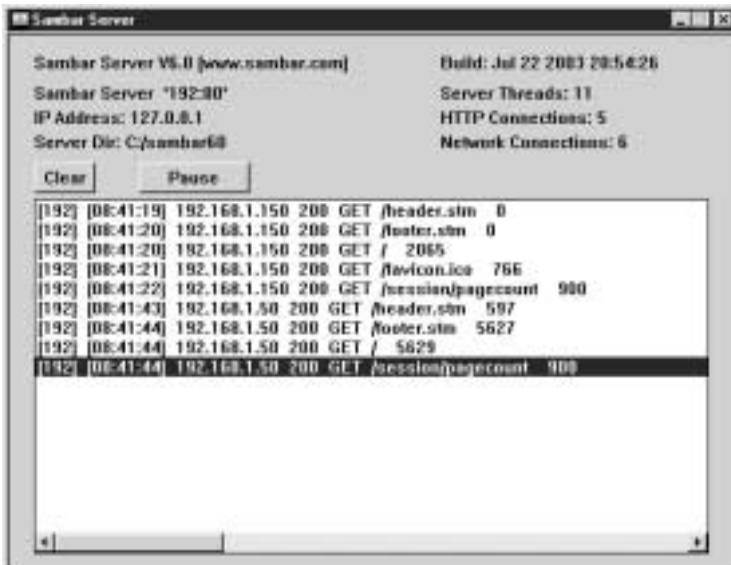 Sambar Server
Sambar Server V6.0 [www.sambar.com]
Build: Jul 22 2003 20:54:26
Sambar Server "192:80"
Server Threads: 11
IP Address: 127.0.0.1
HTTP Connections: 5
Server Dir: C:/sambar60
Network Connections: 6
Clear
Pause
[192] [08:41:19] 192.168.1.150 200 GET /header.stm 0
[192] [08:41:20] 192.168.1.150 200 GET /footer.stm 0
[192] [08:41:20] 192.168.1.150 200 GET / 2065
[192] [08:41:21] 192.168.1.150 200 GET /favicon.ico 766
[192] [08:41:22] 192.168.1.150 200 GET /session/pagecount 900
[192] [08:41:43] 192.168.1.50 200 GET /header.stm 597
[192] [08:41:44] 192.168.1.50 200 GET /footer.stm 5627
[192] [08:41:44] 192.168.1.50 200 GET / 5629
[192] [08:41:44] 192.168.1.50 200 GET /session/pagecount 900